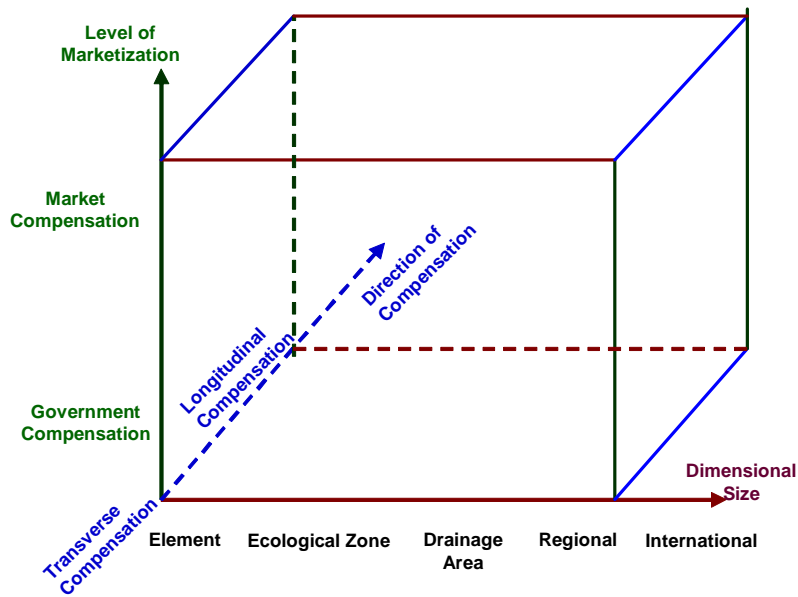 Level of
Marketization
Market
Compensation
Direction of
Compensation
Longitudinal
Compensation
Government
Compensation
Dimensional
Size
Transverse
Compensation
Element
Ecological Zone
Drainage
Area
Regional
International